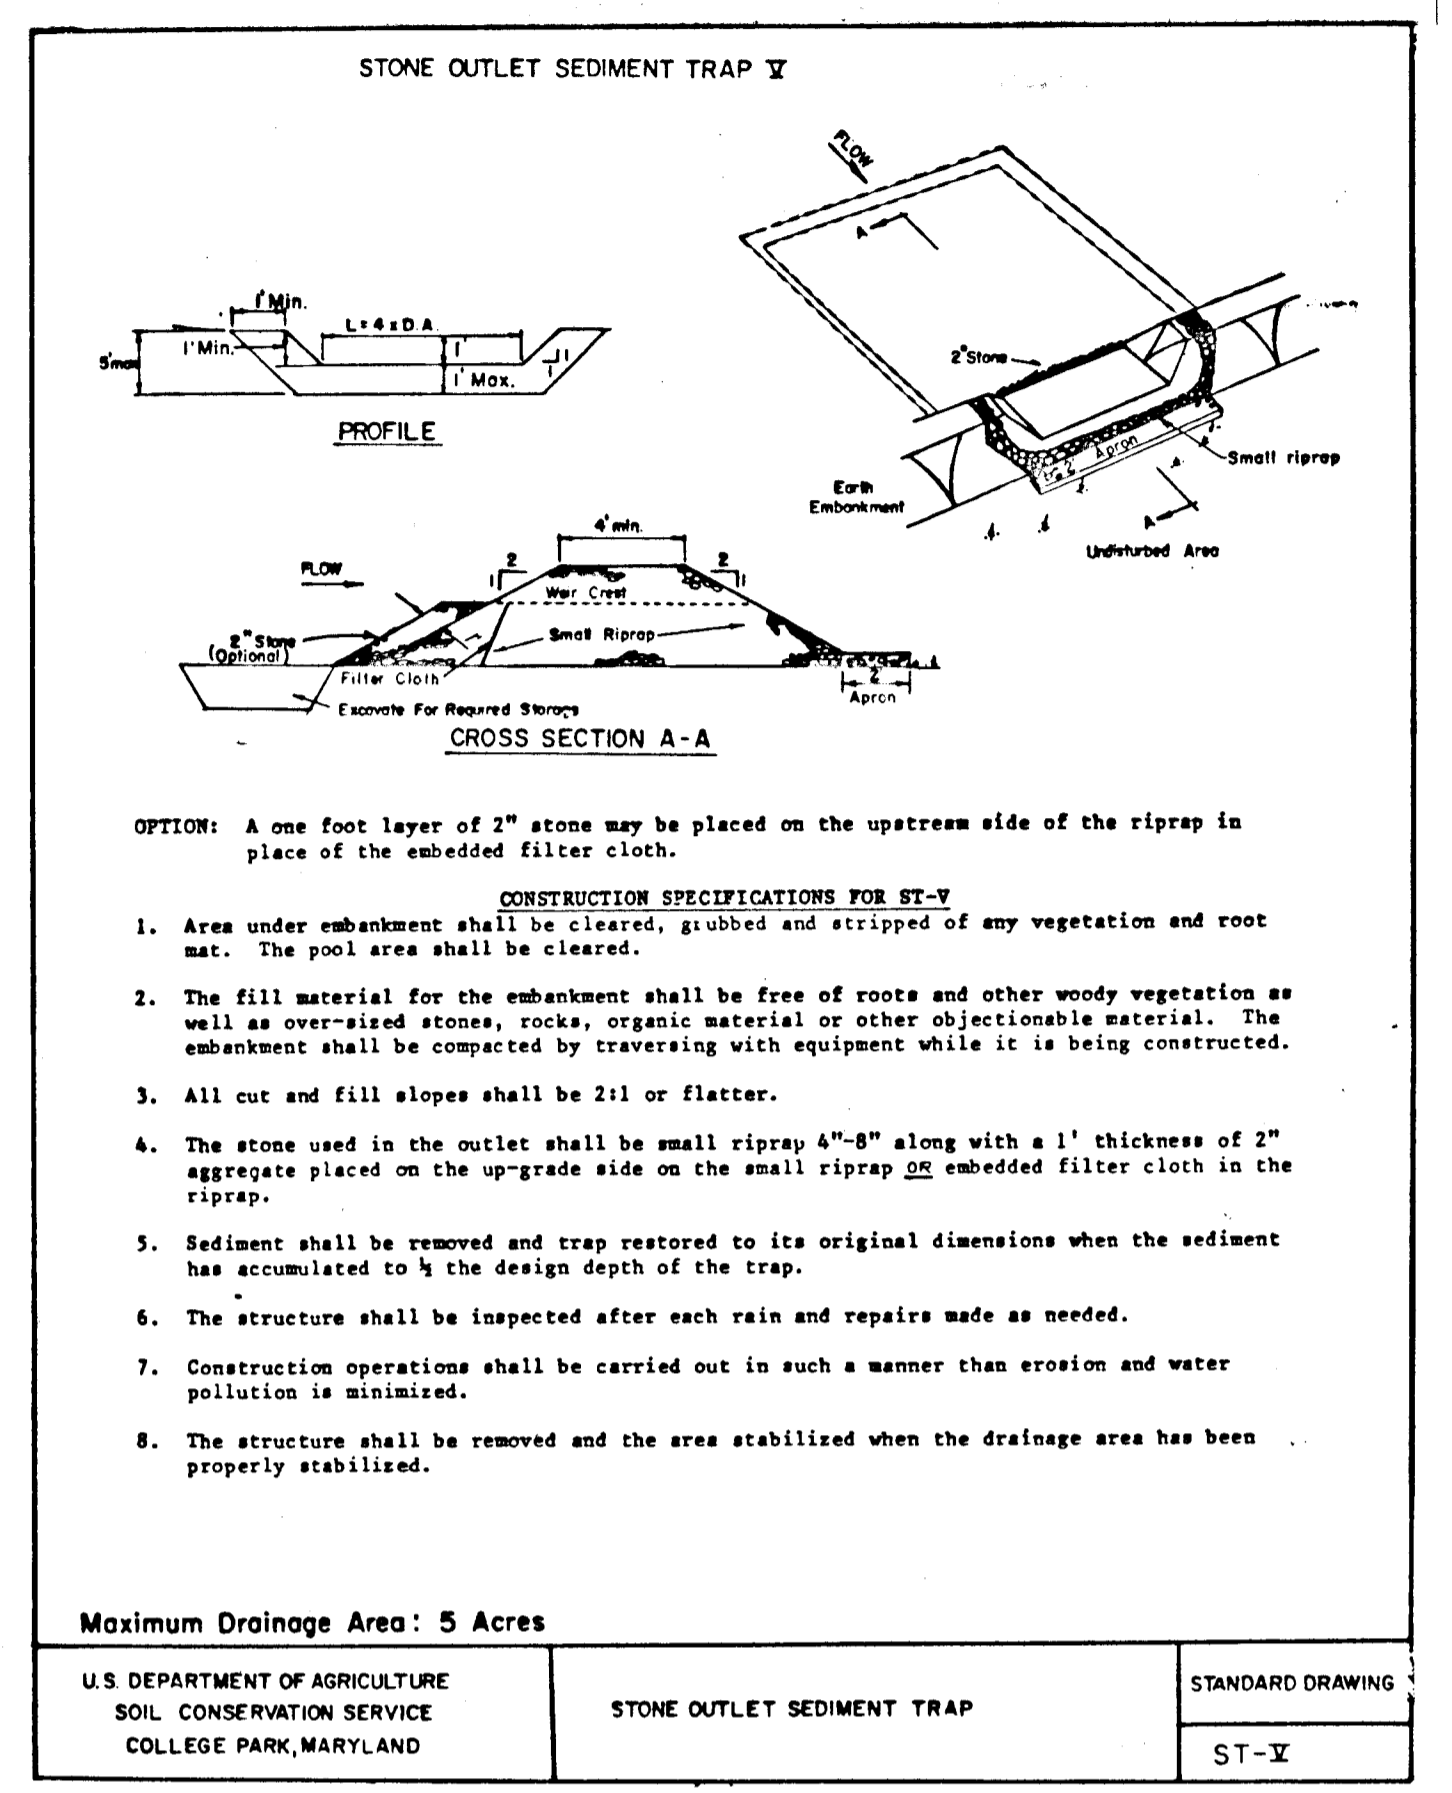 STONE OUTLET SEDIMENT TRAP V
FLOW
A
1' Min.
L = 4 x D.A.
1' Min.
1'
5' max
1' Max.
1
1
PROFILE
2" Stone
Apron
2'
Small riprap
Earth
Embankment
A
Undisturbed Area
4' min.
FLOW
2
1
2
1
Weir Crest
2" Stone
(Optional)
Small Riprap
Filter Cloth
2'
Apron
Excavate For Required Storage
CROSS SECTION A-A
OPTION: A one foot layer of 2" stone may be placed on the upstream side of the riprap in
place of the embedded filter cloth.
CONSTRUCTION SPECIFICATIONS FOR ST-V
1. Area under embankment shall be cleared, grubbed and stripped of any vegetation and root
mat. The pool area shall be cleared.
2. The fill material for the embankment shall be free of roots and other woody vegetation as
well as over-sized stones, rocks, organic material or other objectionable material. The
embankment shall be compacted by traversing with equipment while it is being constructed.
3. All cut and fill slopes shall be 2:1 or flatter.
4. The stone used in the outlet shall be small riprap 4"-8" along with a 1' thickness of 2"
aggregate placed on the up-grade side on the small riprap OR embedded filter cloth in the
riprap.
5. Sediment shall be removed and trap restored to its original dimensions when the sediment
has accumulated to ½ the design depth of the trap.
6. The structure shall be inspected after each rain and repairs made as needed.
7. Construction operations shall be carried out in such a manner than erosion and water
pollution is minimized.
8. The structure shall be removed and the area stabilized when the drainage area has been
properly stabilized.
Maximum Drainage Area: 5 Acres
U.S. DEPARTMENT OF AGRICULTURE
SOIL CONSERVATION SERVICE
COLLEGE PARK, MARYLAND
STONE OUTLET SEDIMENT TRAP
STANDARD DRAWING
ST-V